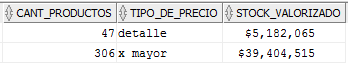 CANT_PRODUCTOS TIPO_DE_PRECIO STOCK_VALORIZADO
47 detalle $5,182,065
306 x mayor $39,404,515